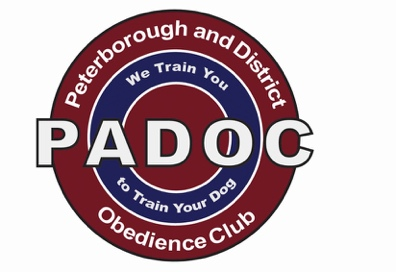 Peterborough and District
We Train You
PADOC
to Train Your Dog
Obedience Club